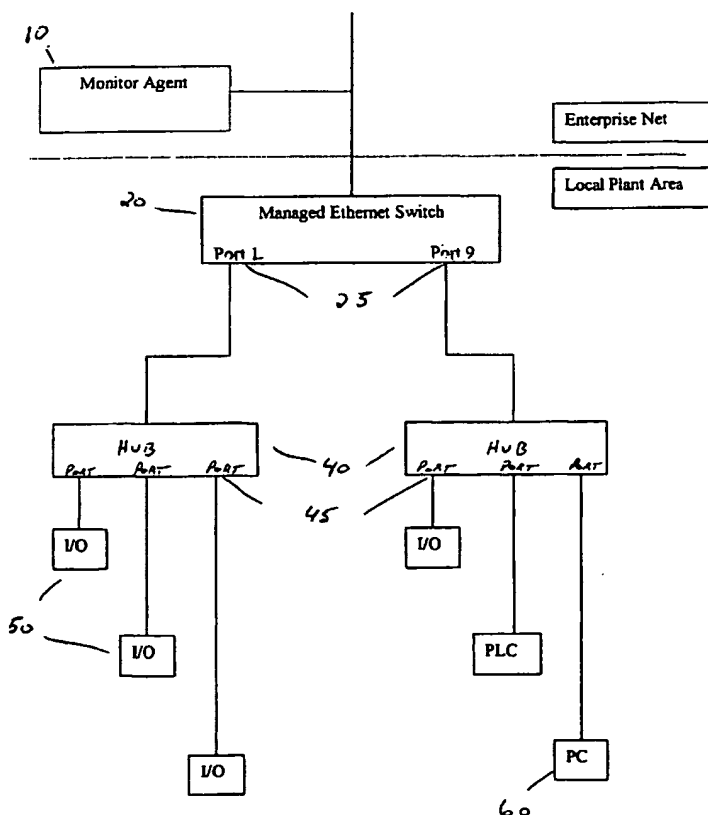 10
Monitor Agent
Enterprise Net
Local Plant Area
20
Managed Ethernet Switch
Port 1
Port 9
25
HUB
HUB
40
PORT PORT PORT
PORT PORT PORT
45
I/O
I/O
50
I/O
PLC
I/O
PC
60